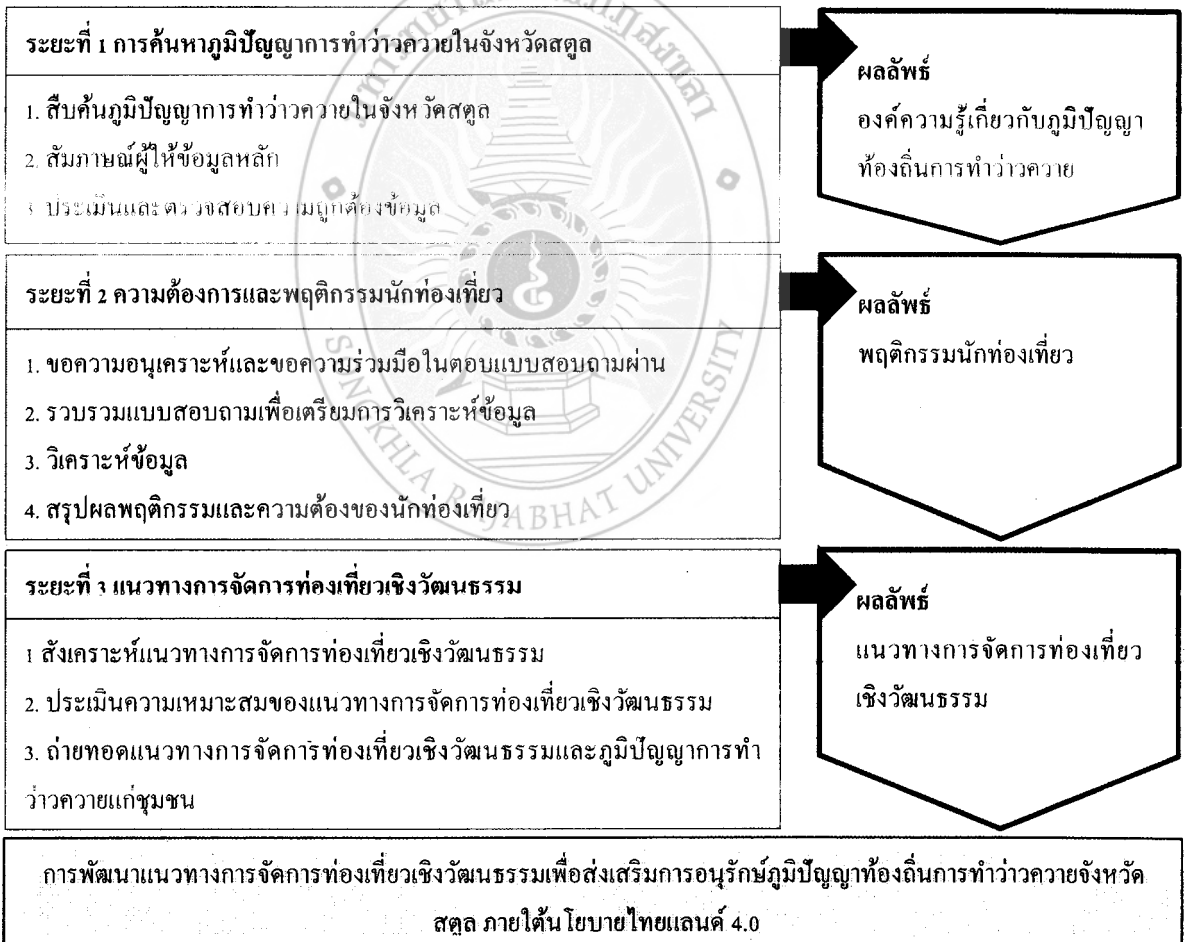 ระยะที่ 1 การค้นหาภูมิปัญญาการทำว่าวควายในจังหวัดสตูล
1. สืบค้นภูมิปัญญาการทำว่าวควายในจังหวัดสตูล
2. สัมภาษณ์ผู้ให้ข้อมูลหลัก
3 ประเมินและตรวจสอบความถูกต้องข้อมูล
ผลลัพธ์
องค์ความรู้เกี่ยวกับภูมิปัญญา
ท้องถิ่นการทำว่าวควาย
ระยะที่ 2 ความต้องการและพฤติกรรมนักท่องเที่ยว
1. ขอความอนุเคราะห์และขอความร่วมมือในตอบแบบสอบถามผ่าน
2. รวบรวมแบบสอบถามเพื่อเตรียมการวิเคราะห์ข้อมูล
3. วิเคราะห์ข้อมูล
4. สรุปผลพฤติกรรมและความต้องของนักท่องเที่ยว
ผลลัพธ์
พฤติกรรมนักท่องเที่ยว
ระยะที่ 3 แนวทางการจัดการท่องเที่ยวเชิงวัฒนธรรม
1 สังเคราะห์แนวทางการจัดการท่องเที่ยวเชิงวัฒนธรรม
2. ประเมินความเหมาะสมของแนวทางการจัดการท่องเที่ยวเชิงวัฒนธรรม
3. ถ่ายทอดแนวทางการจัดการท่องเที่ยวเชิงวัฒนธรรมและภูมิปัญญาการทำ
ว่าวควายแก่ชุมชน
ผลลัพธ์
แนวทางการจัดการท่องเที่ยว
เชิงวัฒนธรรม
การพัฒนาแนวทางการจัดการท่องเที่ยวเชิงวัฒนธรรมเพื่อส่งเสริมการอนุรักษ์ภูมิปัญญาท้องถิ่นการทำว่าวควายจังหวัด
สตูล ภายใต้นโยบายไทยแลนด์ 4.0
SONGKHLA RAJABHAT UNIVERSITY